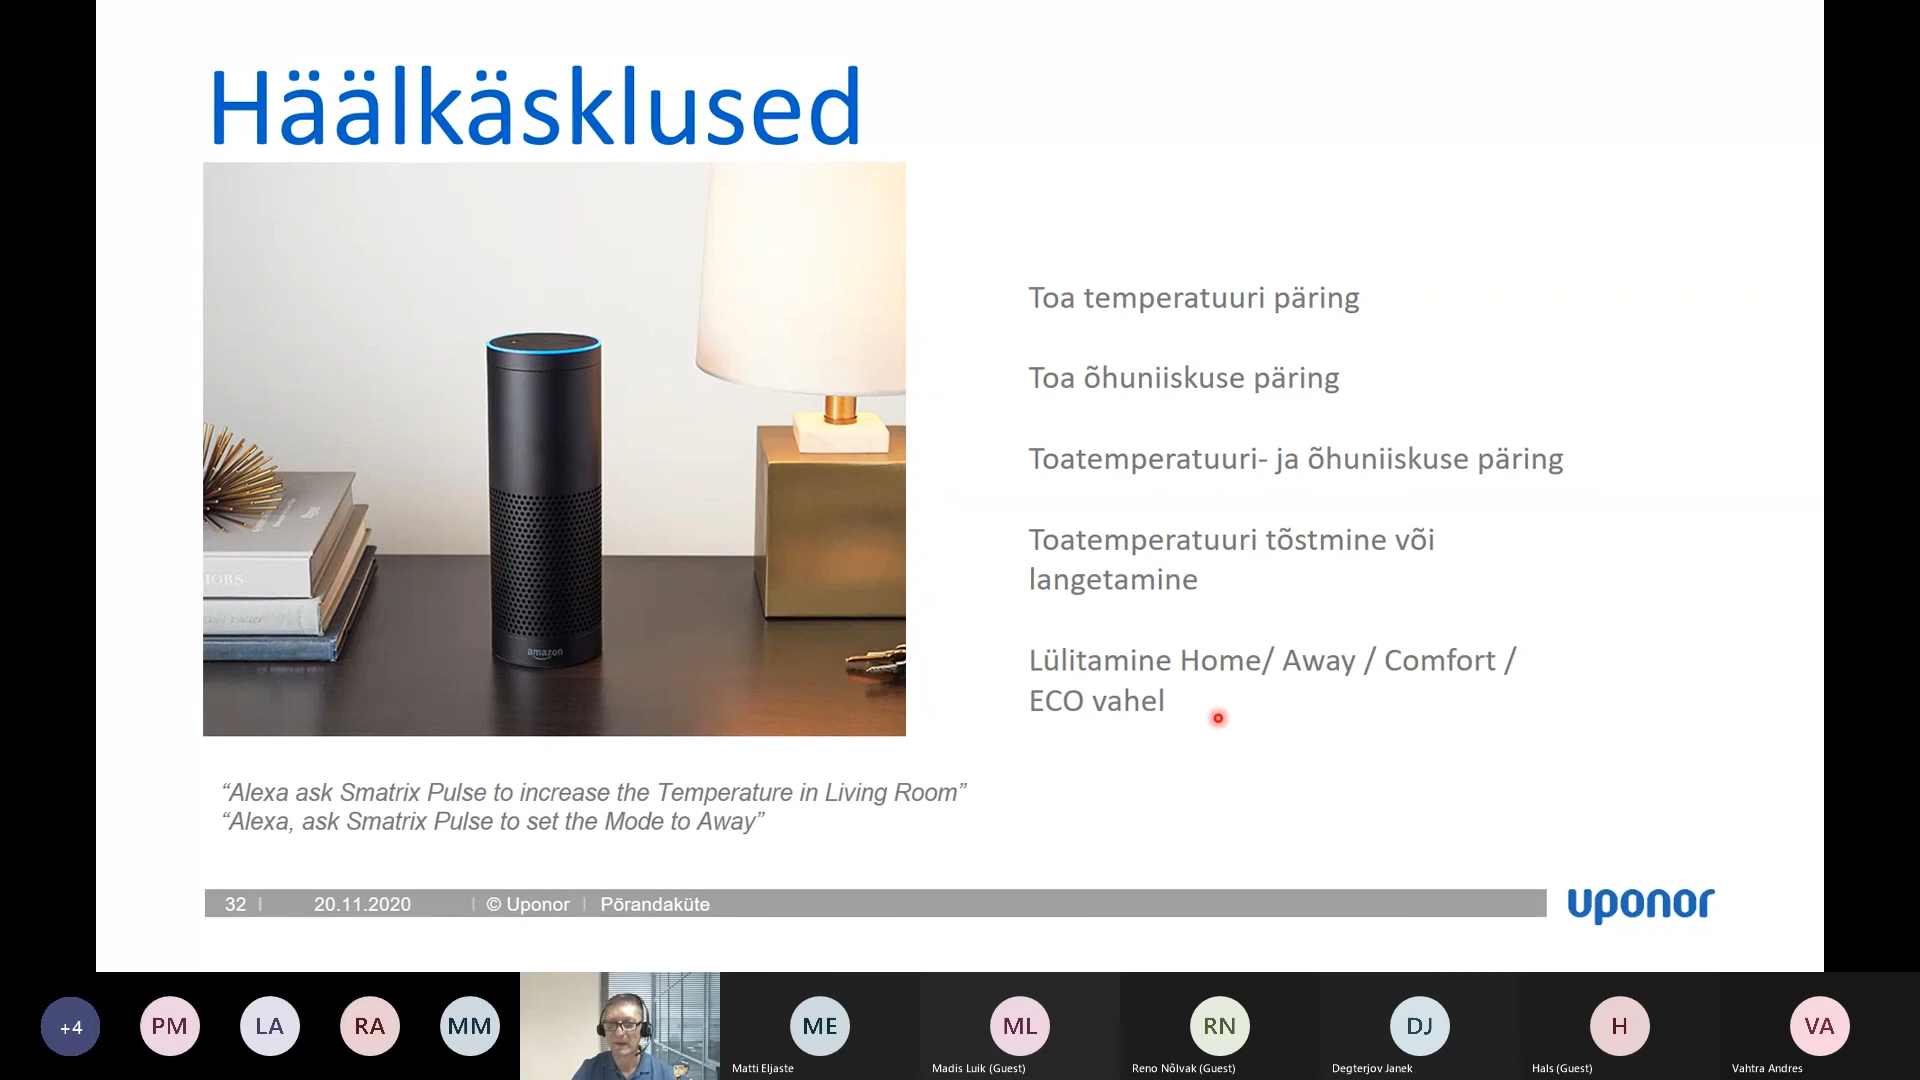 Häälkäsklused
Toa temperatuuri päring
Toa õhuniiskuse päring
Toatemperatuuri- ja õhuniiskuse päring
Toatemperatuuri tõstmine või
langetamine
Lülitamine Home/ Away / Comfort /
ECO vahel
IORS
amazon
“Alexa ask Smatrix Pulse to increase the Temperature in Living Room”
“Alexa, ask Smatrix Pulse to set the Mode to Away”
32 | 20.11.2020 | © Uponor | Põrandaküte
uponor
+4 PM LA RA MM ME ML RN DJ H VA
Matti Eljaste Madis Luik (Guest) Reno Nõlvak (Guest) Degterjov Janek Hals (Guest) Vahtra Andres